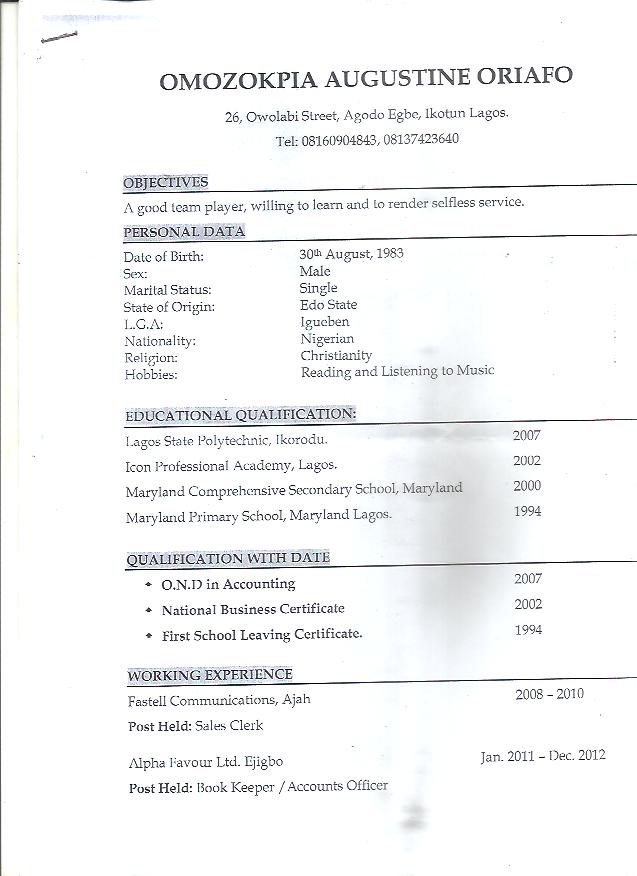 OMOZOKPIA AUGUSTINE ORIAFO
26, Owolabi Street, Agodo Egbe, Ikotun Lagos.
Tel: 08160904843, 08137423640
OBJECTIVES
A good team player, willing to learn and to render selfless service.
PERSONAL DATA
Date of Birth: 30th August, 1983
Sex: Male
Marital Status: Single
State of Origin: Edo State
L.G.A: Igueben
Nationality: Nigerian
Religion: Christianity
Hobbies: Reading and Listening to Music
EDUCATIONAL QUALIFICATION:
Lagos State Polytechnic, Ikorodu. 2007
Icon Professional Academy, Lagos. 2002
Maryland Comprehensive Secondary School, Maryland 2000
Maryland Primary School, Maryland Lagos. 1994
QUALIFICATION WITH DATE
O.N.D in Accounting 2007
National Business Certificate 2002
First School Leaving Certificate. 1994
WORKING EXPERIENCE
Fastell Communications, Ajah 2008 – 2010
Post Held: Sales Clerk
Alpha Favour Ltd. Ejigbo Jan. 2011 – Dec. 2012
Post Held: Book Keeper / Accounts Officer